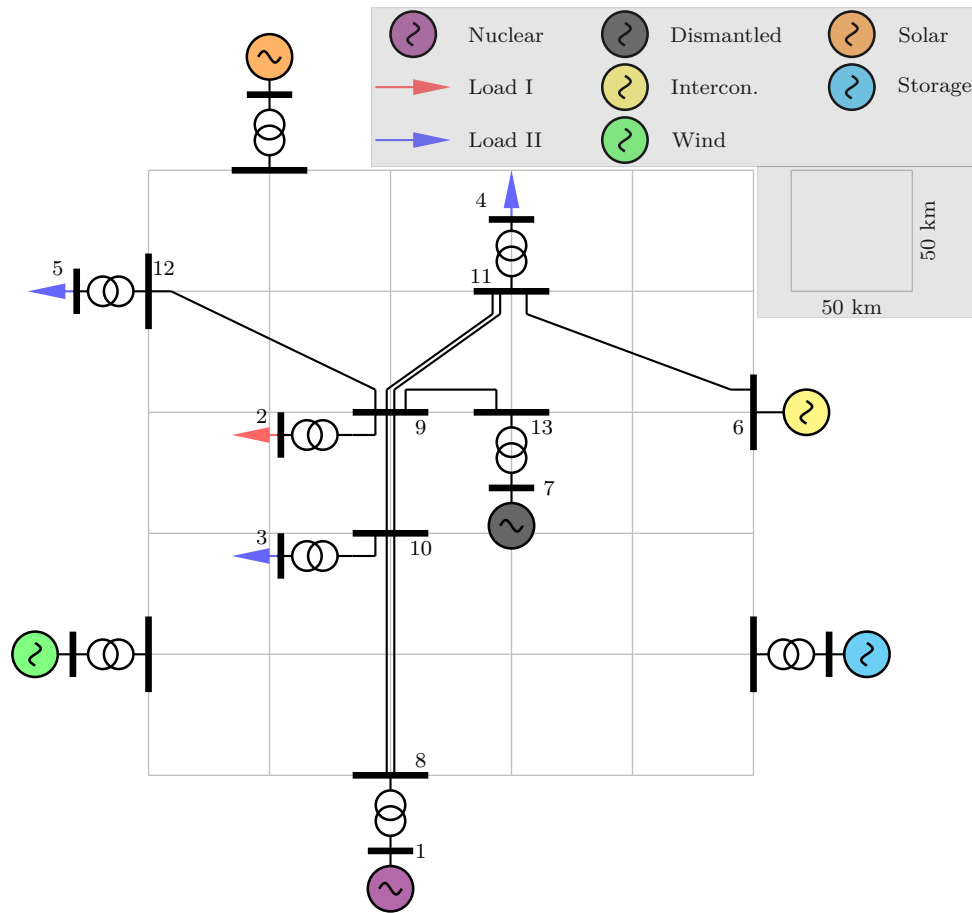 Nuclear Dismantled Solar
Load I Intercon. Storage
Load II Wind
4
50 km
5 12 11
50 km
2 9 13 6
7
3 10
8
1